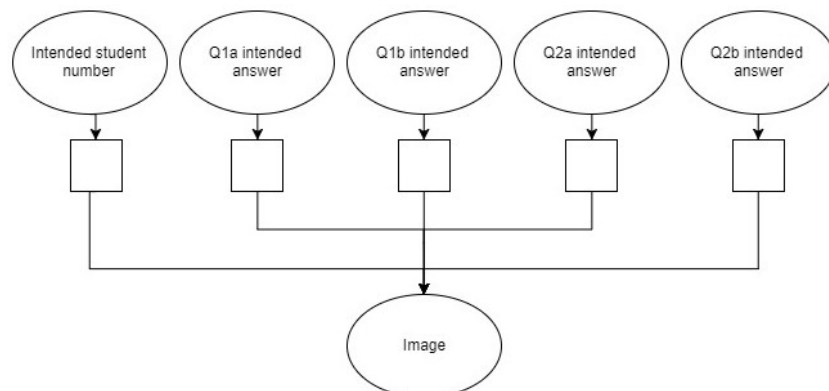 Intended student
number
Q1a intended
answer
Q1b intended
answer
Q2a intended
answer
Q2b intended
answer
Image